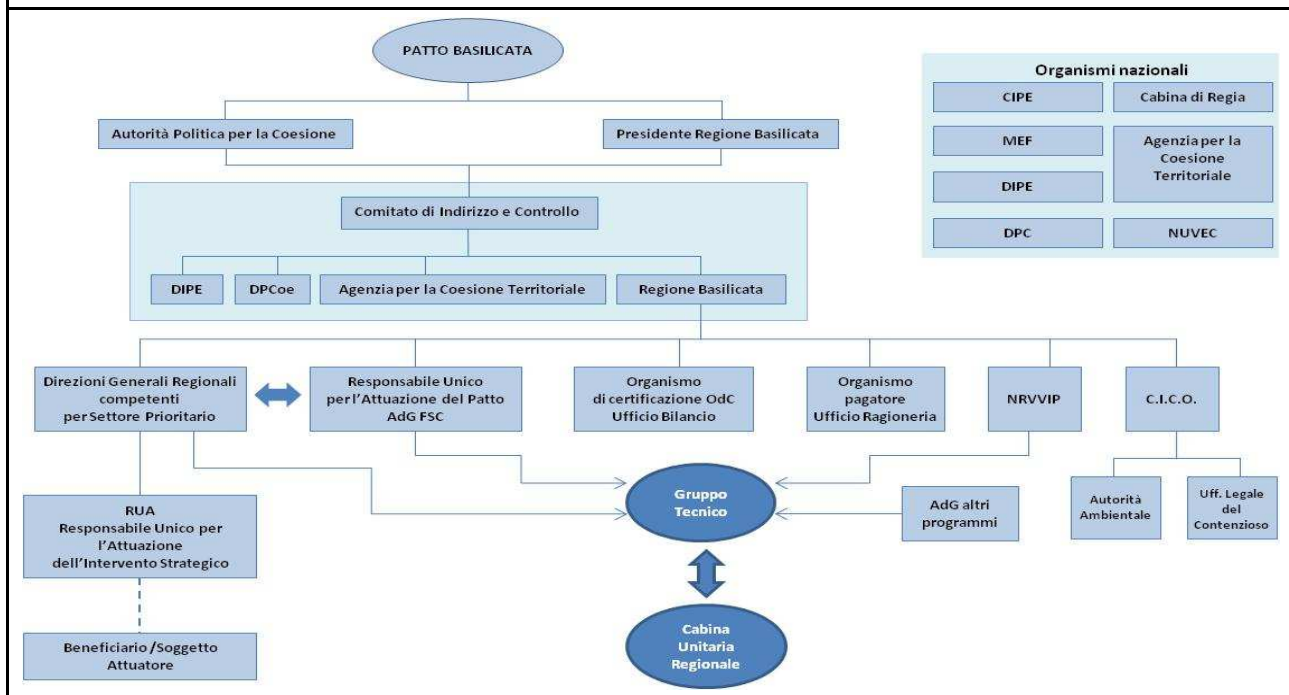 PATTO BASILICATA
Autorità Politica per la Coesione
Presidente Regione Basilicata
Comitato di Indirizzo e Controllo
DIPE
DPCoe
Agenzia per la Coesione Territoriale
Regione Basilicata
Organismi nazionali
CIPE
Cabina di Regia
MEF
Agenzia per la
Coesione
Territoriale
DIPE
DPC
NUVEC
Direzioni Generali Regionali
competenti
per Settore Prioritario
Responsabile Unico
per l'Attuazione del Patto
AdG FSC
Organismo
di certificazione OdC
Ufficio Bilancio
Organismo
pagatore
Ufficio Ragioneria
NRVVIP
C.I.C.O.
RUA
Responsabile Unico per
l'Attuazione
dell'Intervento Strategico
Gruppo
Tecnico
AdG altri
programmi
Autorità
Ambientale
Uff. Legale
del
Contenzioso
Beneficiario /Soggetto
Attuatore
Cabina
Unitaria
Regionale